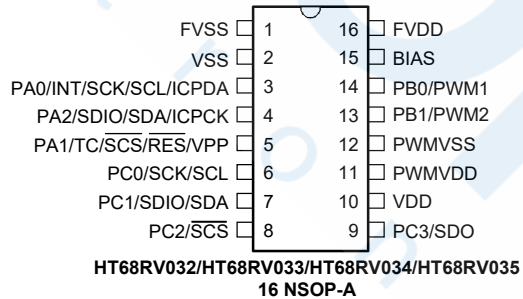 FVSS 1 16 FVDD
VSS 2 15 BIAS
PA0/INT/SCK/SCL/ICPDA 3 14 PB0/PWM1
PA2/SDIO/SDA/ICPCK 4 13 PB1/PWM2
PA1/TC/SCS/RES/VPP 5 12 PWMVSS
PC0/SCK/SCL 6 11 PWMVDD
PC1/SDIO/SDA 7 10 VDD
PC2/SCS 8 9 PC3/SDO
HT68RV032/HT68RV033/HT68RV034/HT68RV035
16 NSOP-A